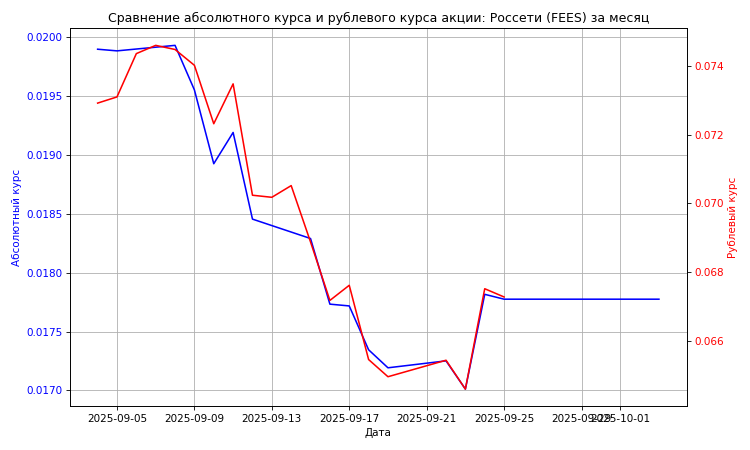 Сравнение абсолютного курса и рублевого курса акции: Россети (FEES) за месяц
0.0200
0.0195
0.0190
0.0185
0.0180
0.0175
0.0170
Абсолютный курс
0.074
0.072
0.070
0.068
0.066
Рублевый курс
2025-09-05 2025-09-09 2025-09-13 2025-09-17 2025-09-21 2025-09-25 2025-09-29 2025-10-01
Дата